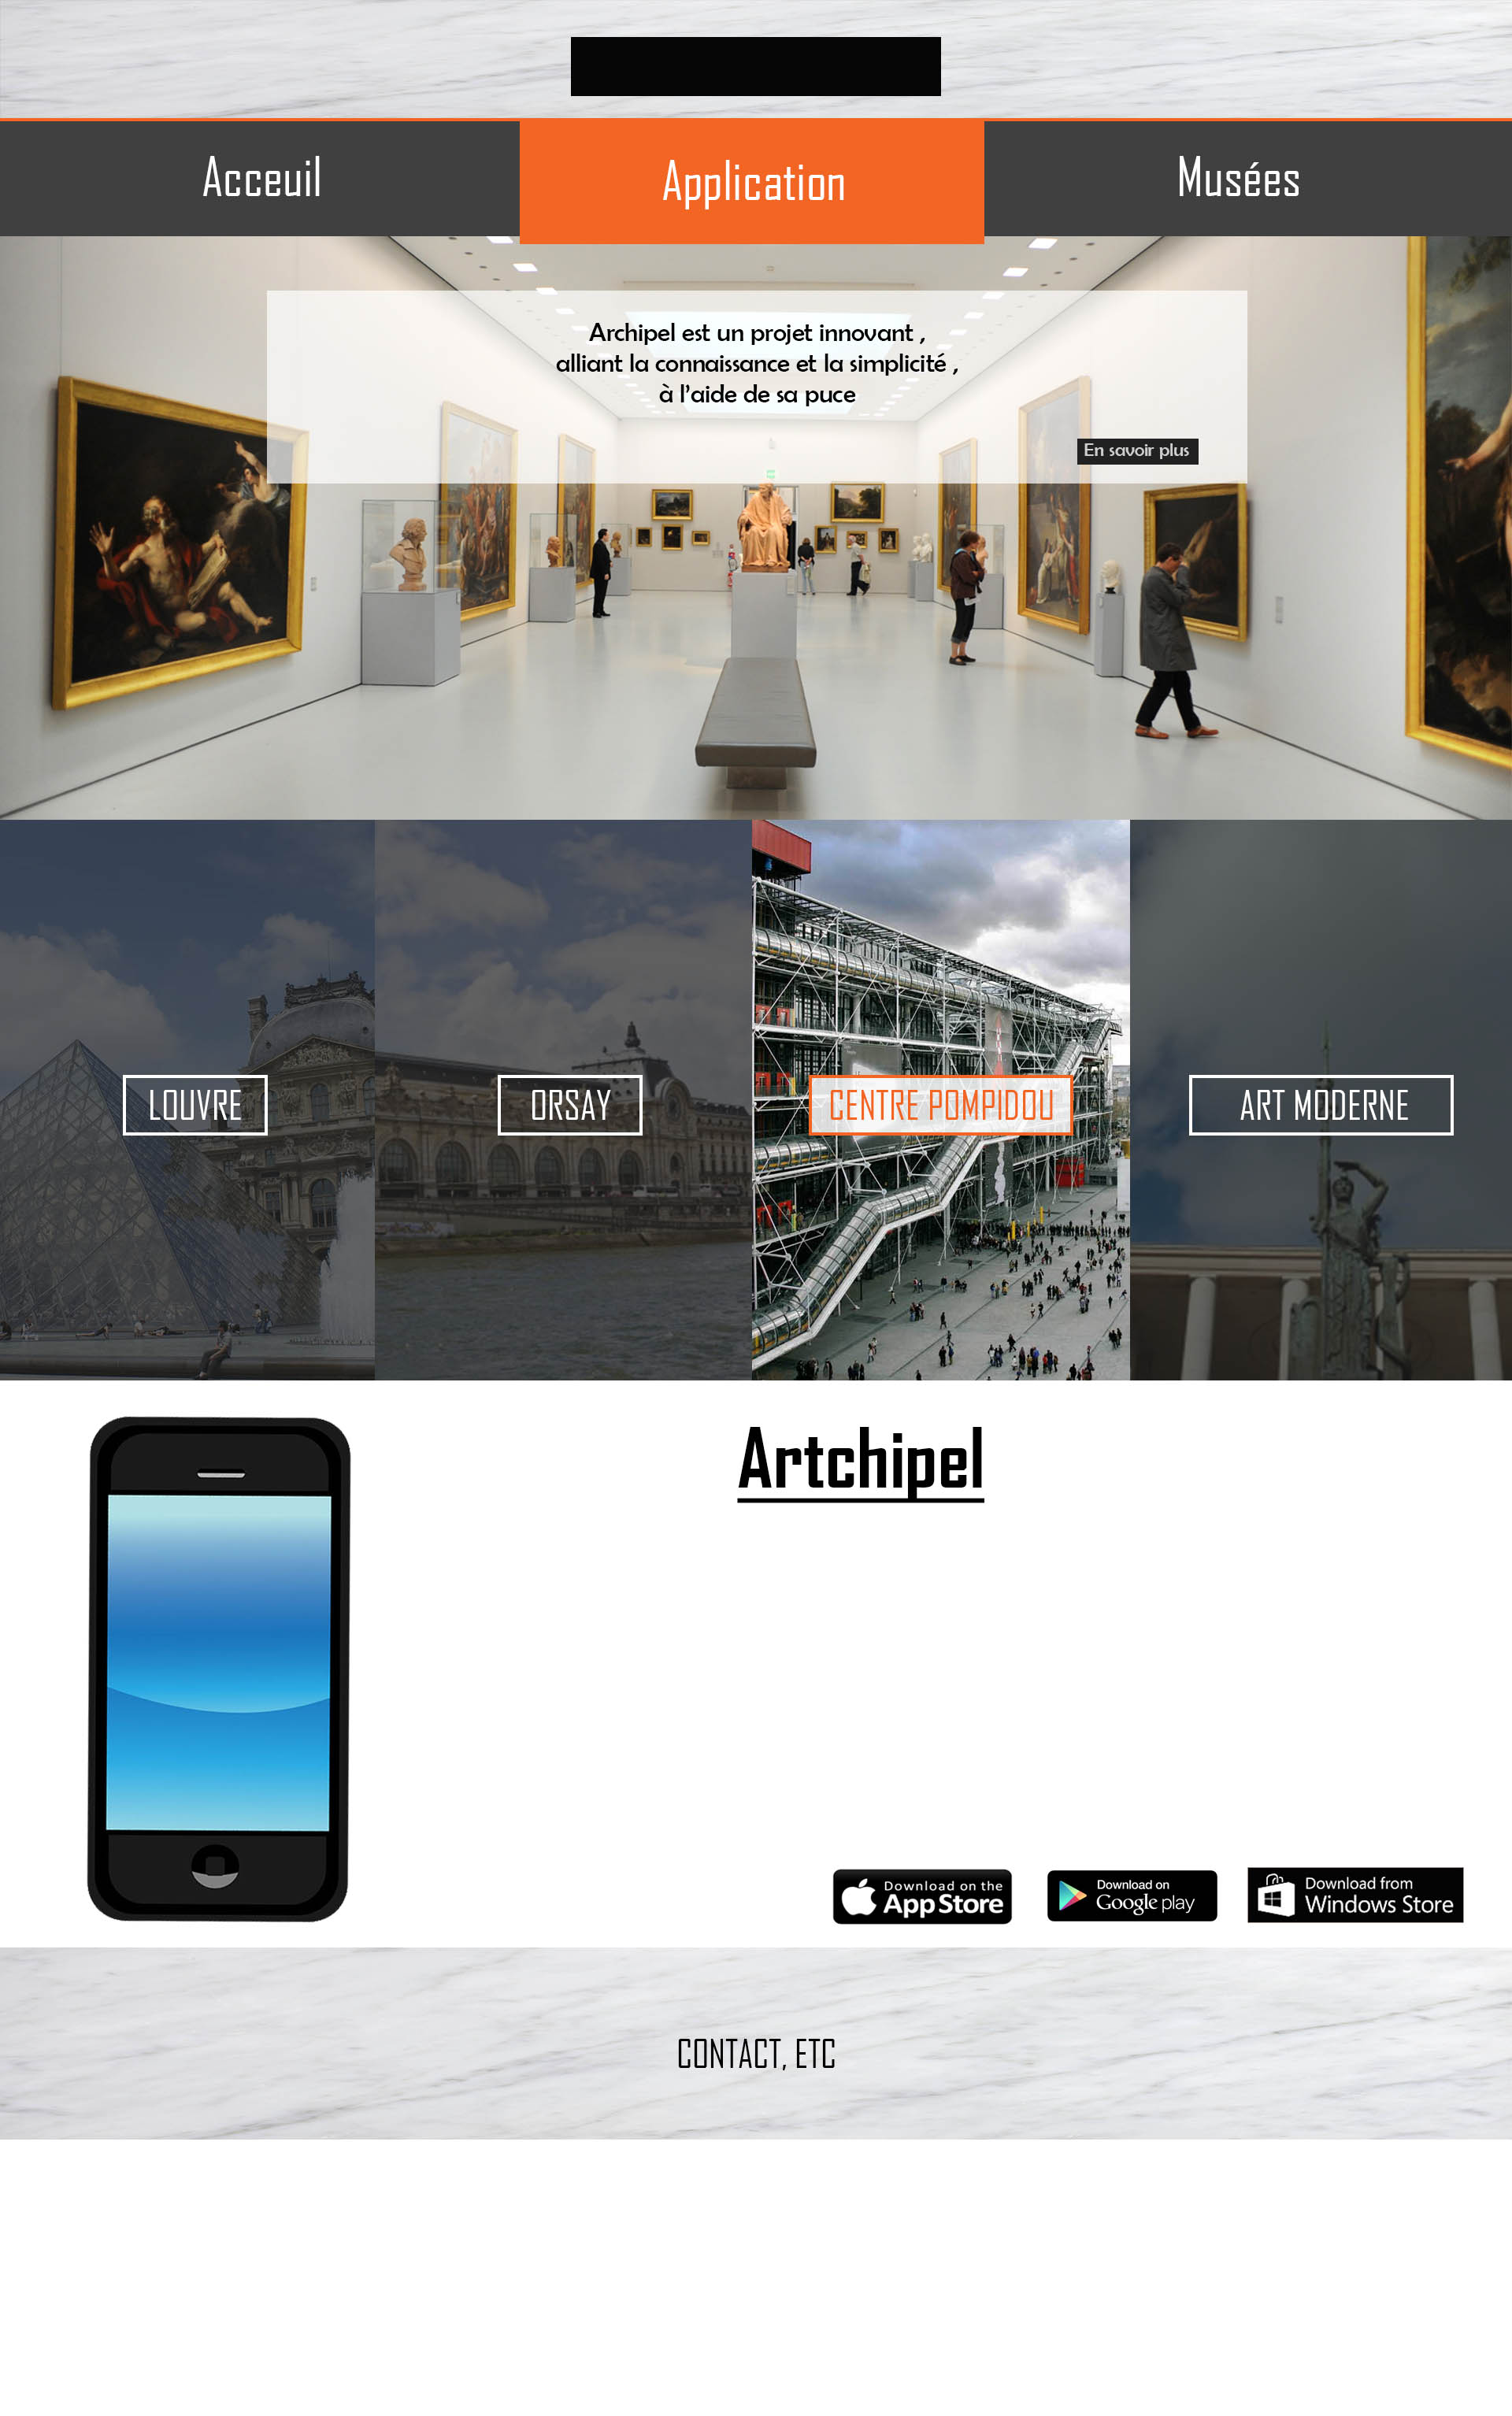 Acceuil
Application
Musées
Archipel est un projet innovant ,
alliant la connaissance et la simplicité ,
à l'aide de sa puce
En savoir plus
LOUVRE
ORSAY
CENTRE POMPIDOU
ART MODERNE
Artchipel
Download on the
App Store
Download on
Google play
Download from
Windows Store
CONTACT, ETC